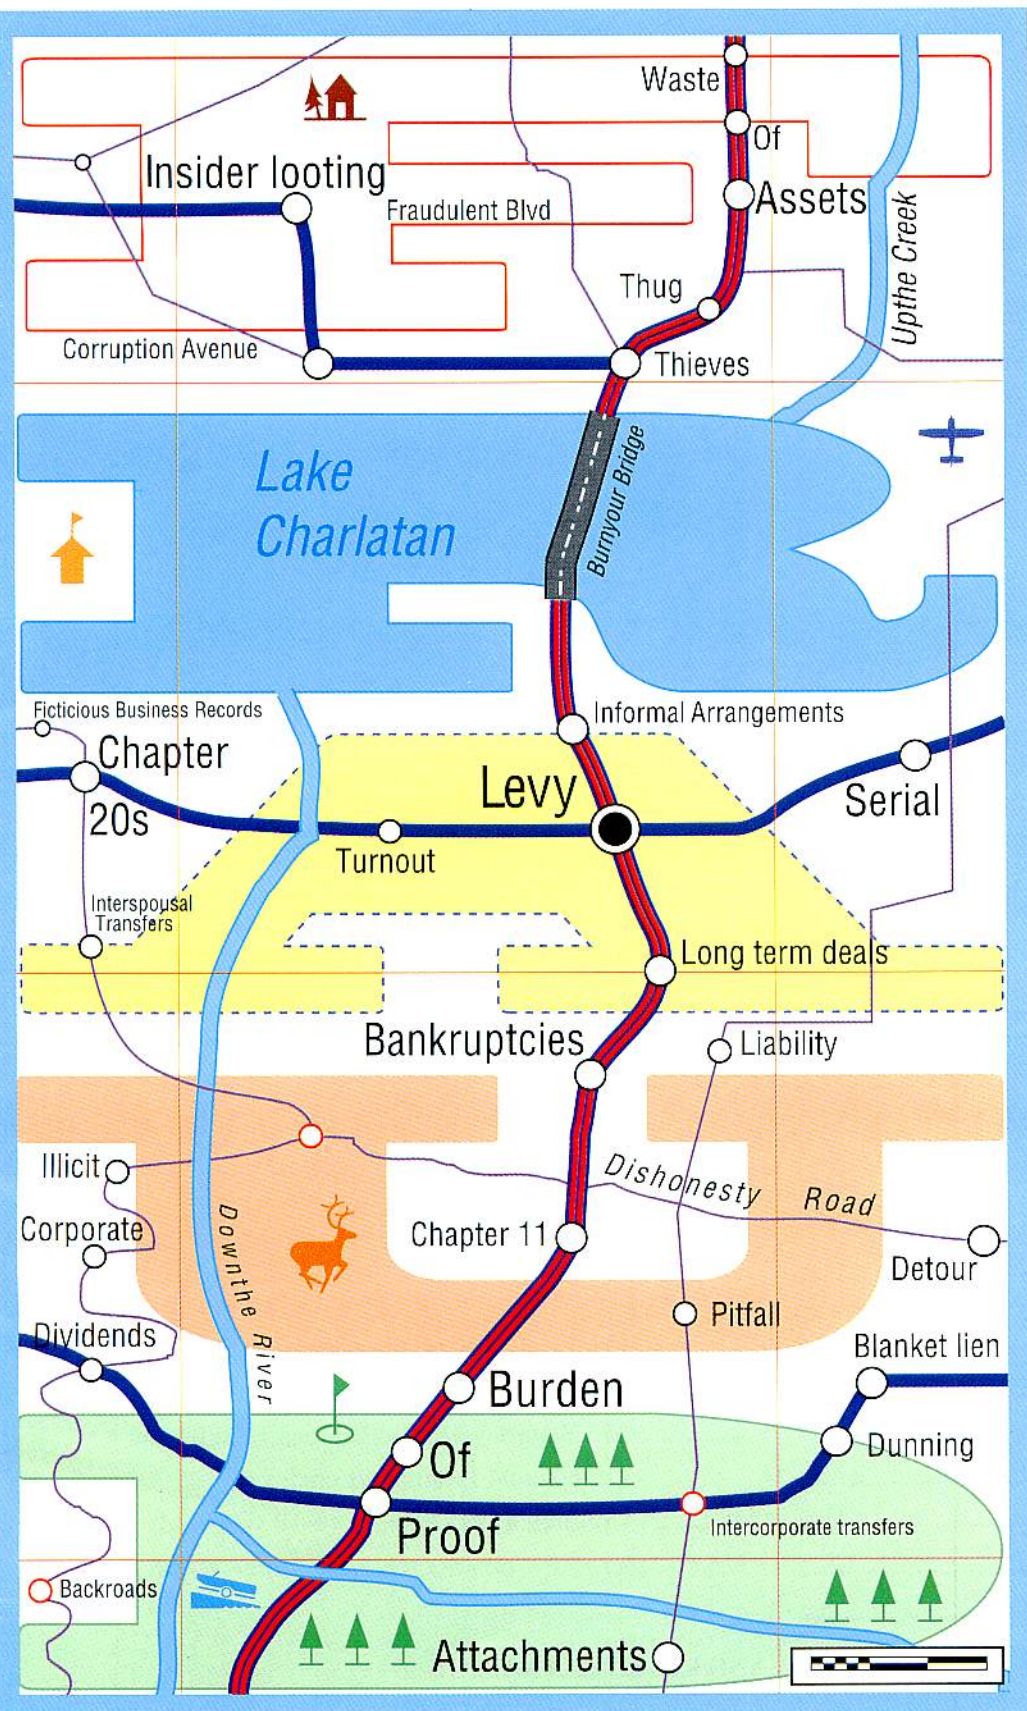 Waste
Of
Insider looting
Assets
Fraudulent Blvd
Upthe Creek
Thug
Corruption Avenue
Thieves
Lake
Charlatan
Burnyour Bridge
Ficticious Business Records
Informal Arrangements
Chapter
20s
Levy
Serial
Turnout
Interspousal
Transfers
Long term deals
Bankruptcies
Liability
Illicit
Dishonesty Road
Corporate
Chapter 11
Downthe River
Detour
Pitfall
Dividends
Blanket lien
Burden
Of
Dunning
Proof
Intercorporate transfers
Backroads
Attachments